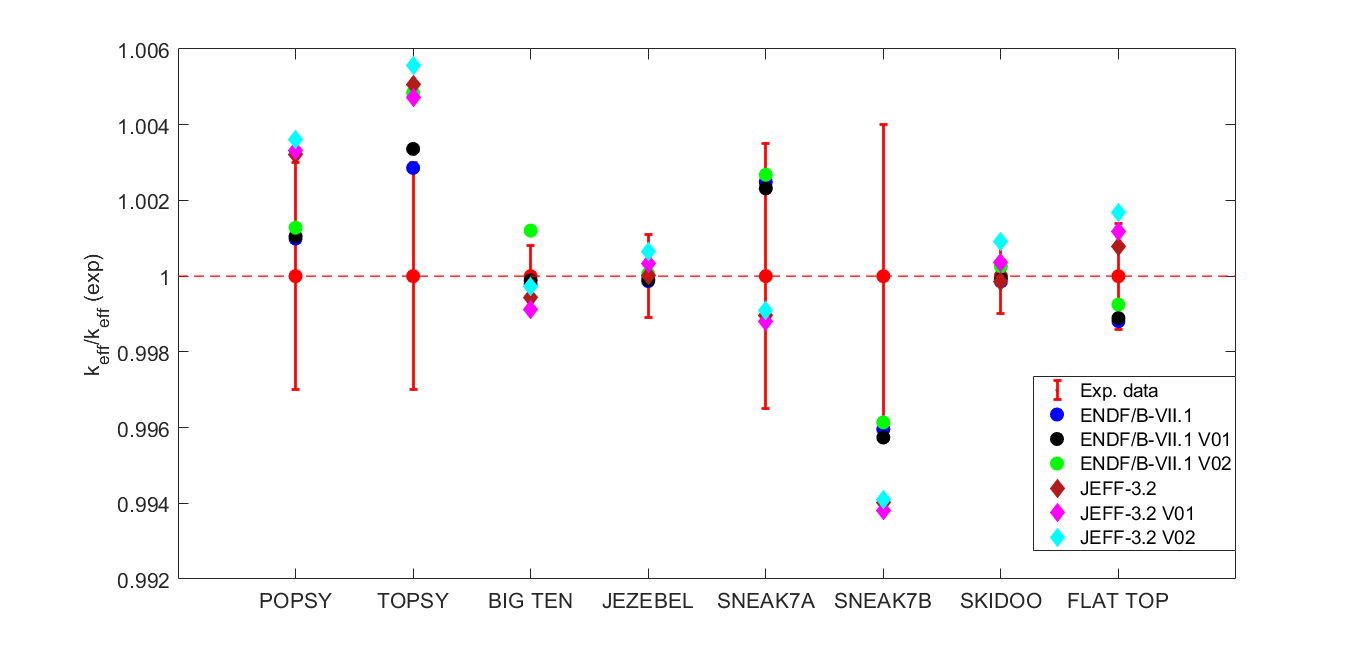 1.006
1.004
1.002
1
0.998
0.996
0.994
0.992
keff/keff (exp)
POPSY TOPSY BIG TEN JEZEBEL SNEAK7A SNEAK7B SKIDOO FLAT TOP
Exp. data
ENDF/B-VII.1
ENDF/B-VII.1 V01
ENDF/B-VII.1 V02
JEFF-3.2
JEFF-3.2 V01
JEFF-3.2 V02